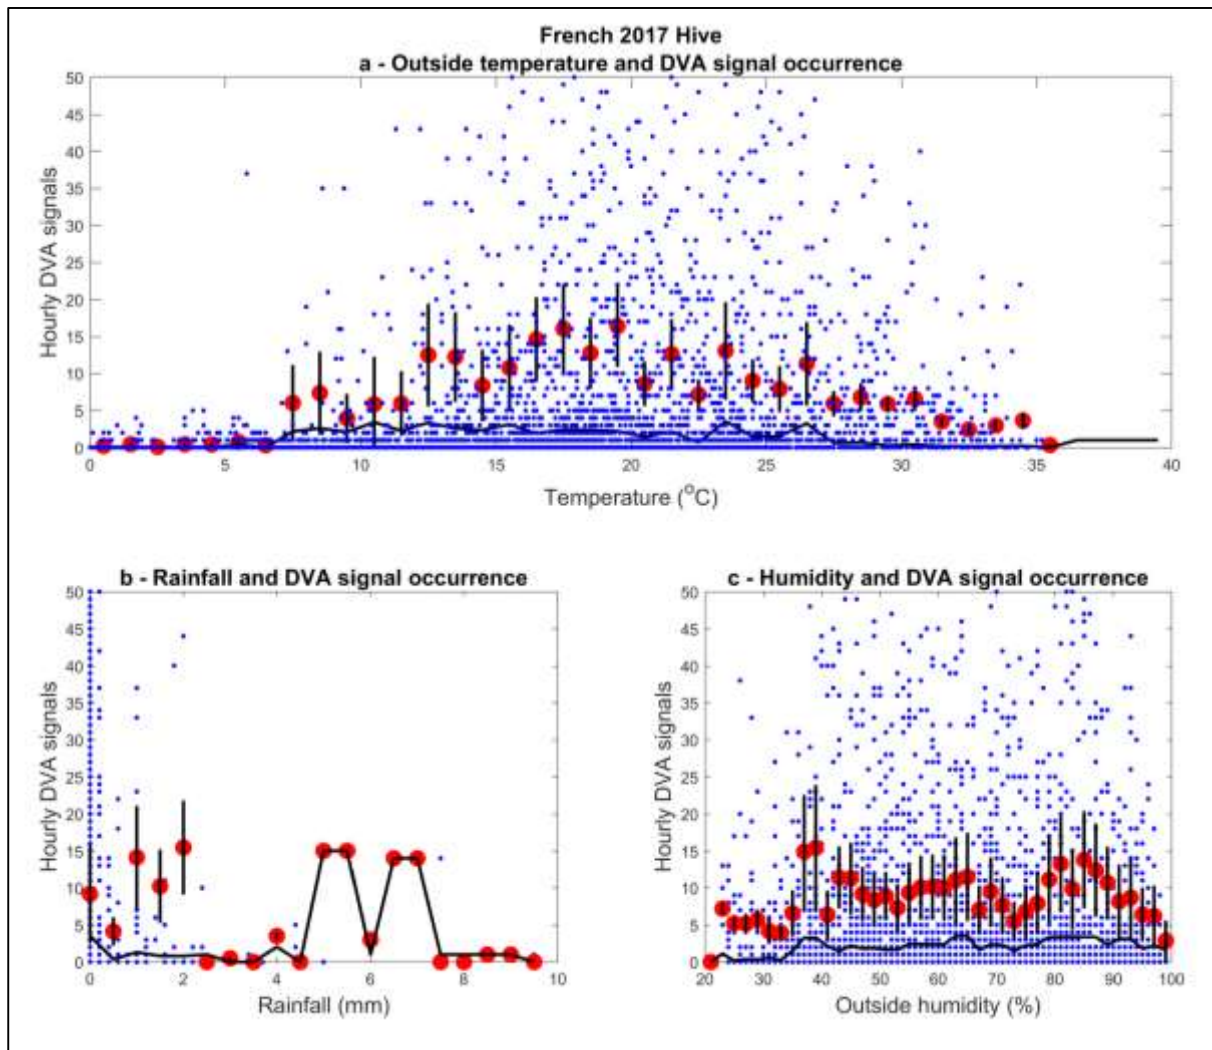 French 2017 Hive
a - Outside temperature and DVA signal occurrence
50
45
40
35
30
25
20
15
10
5
0
Hourly DVA signals
0 5 10 15 20 25 30 35 40
Temperature (°C)
b - Rainfall and DVA signal occurrence
50
45
40
35
30
25
20
15
10
5
0
Hourly DVA signals
0 2 4 6 8 10
Rainfall (mm)
c - Humidity and DVA signal occurrence
50
45
40
35
30
25
20
15
10
5
0
Hourly DVA signals
20 30 40 50 60 70 80 90 100
Outside humidity (%)